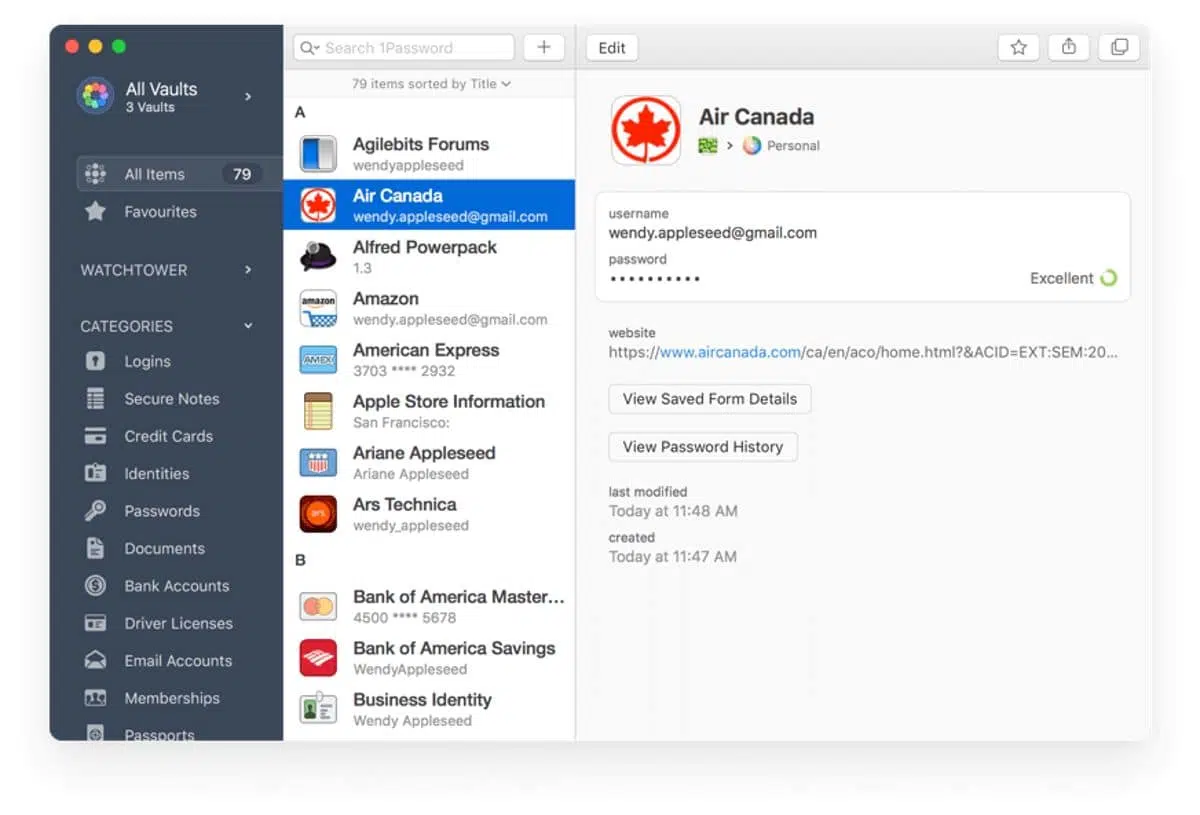 All Vaults
3 Vaults
All Items 79
Favourites
WATCHTOWER
CATEGORIES
Logins
Secure Notes
Credit Cards
Identities
Passwords
Documents
Bank Accounts
Driver Licenses
Email Accounts
Memberships
Passports
Search 1Password
79 items sorted by Title
A
Agilebits Forums
wendyappleseed
Air Canada
wendy.appleseed@gmail.com
Alfred Powerpack
1.3
amazon
Amazon
wendy.appleseed@gmail.com
AMEX
American Express
3703 **** 2932
Apple Store Information
San Francisco:
Ariane Appleseed
Ariane Appleseed
ars
Ars Technica
wendy_appleseed
B
Bank of America Master…
4500 **** 5678
Bank of America Savings
WendyAppleseed
Business Identity
Wendy Appleseed
Edit
Air Canada
Personal
username
wendy.appleseed@gmail.com
password
•••••••••• Excellent
website
https://www.aircanada.com/ca/en/aco/home.html?&ACID=EXT:SEM:20…
View Saved Form Details
View Password History
last modified
Today at 11:48 AM
created
Today at 11:47 AM